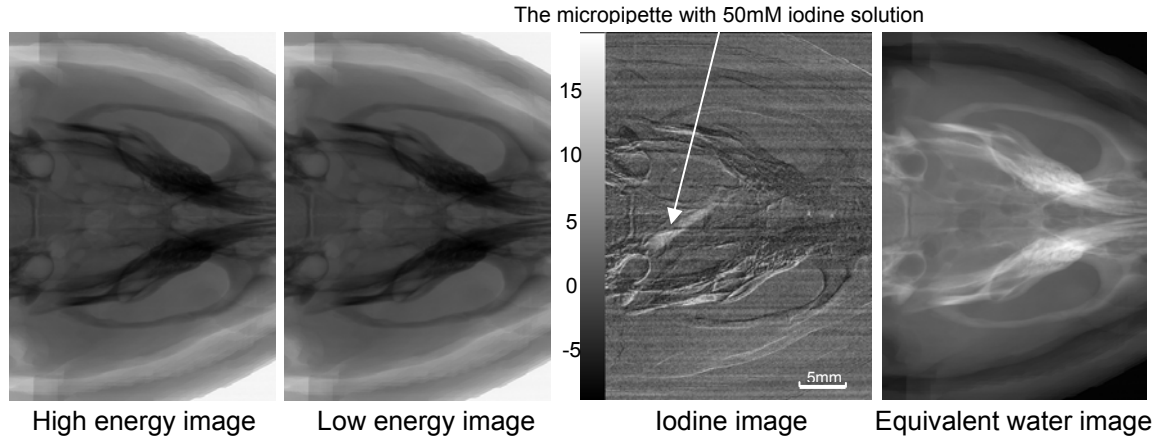 The micropipette with 50mM iodine solution
15
10
5
0
-5
5mm
High energy image
Low energy image
Iodine image
Equivalent water image